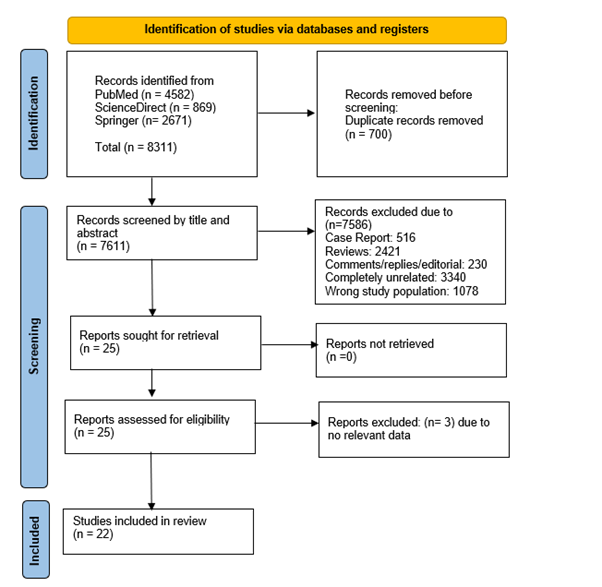 Identification of studies via databases and registers
Identification
Records identified from
PubMed (n = 4582)
ScienceDirect (n = 869)
Springer (n= 2671)
Total (n = 8311)
Records removed before
screening:
Duplicate records removed
(n = 700)
Screening
Records screened by title and
abstract
(n = 7611)
Records excluded due to
(n=7586)
Case Report: 516
Reviews: 2421
Comments/replies/editorial: 230
Completely unrelated: 3340
Wrong study population: 1078
Reports sought for retrieval
(n = 25)
Reports not retrieved
(n =0)
Reports assessed for eligibility
(n = 25)
Reports excluded: (n= 3) due to
no relevant data
Included
Studies included in review
(n = 22)